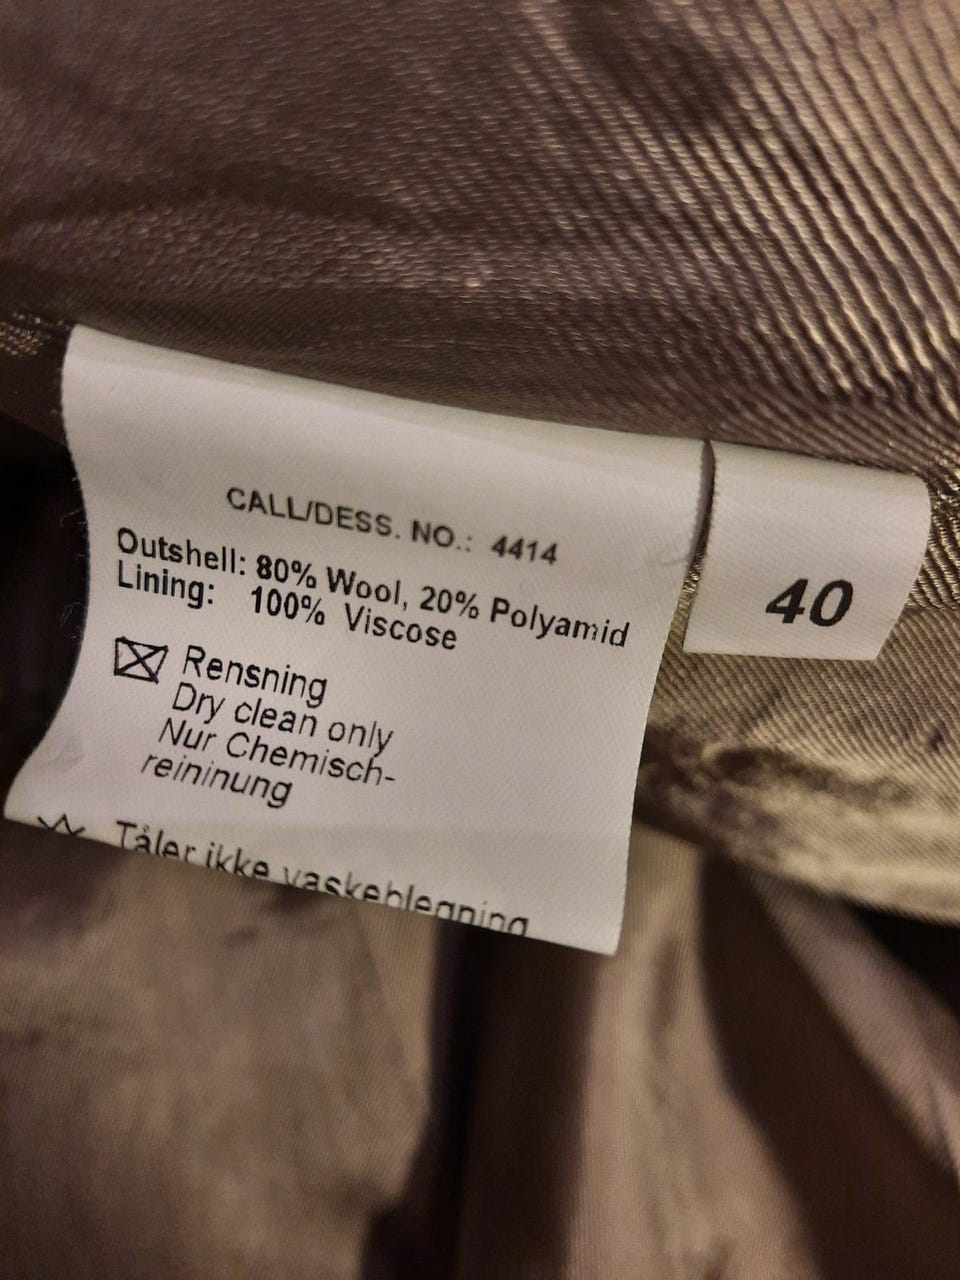 CALL/DESS. NO.: 4414
Outshell: 80% Wool, 20% Polyamid
Lining: 100% Viscose
Rensning
Dry clean only
Nur Chemisch-
reininung
Tåler ikke vaskeblegning
40